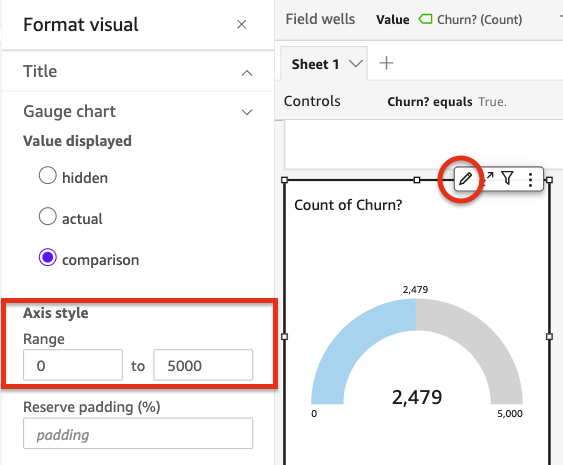 Format visual
Title
Gauge chart
Value displayed
hidden
actual
comparison
Axis style
Range
0 to 5000
Reserve padding (%)
padding
Field wells Value Churn? (Count)
Sheet 1
Controls Churn? equals True.
Count of Churn?
2,479
2,479
0 5,000